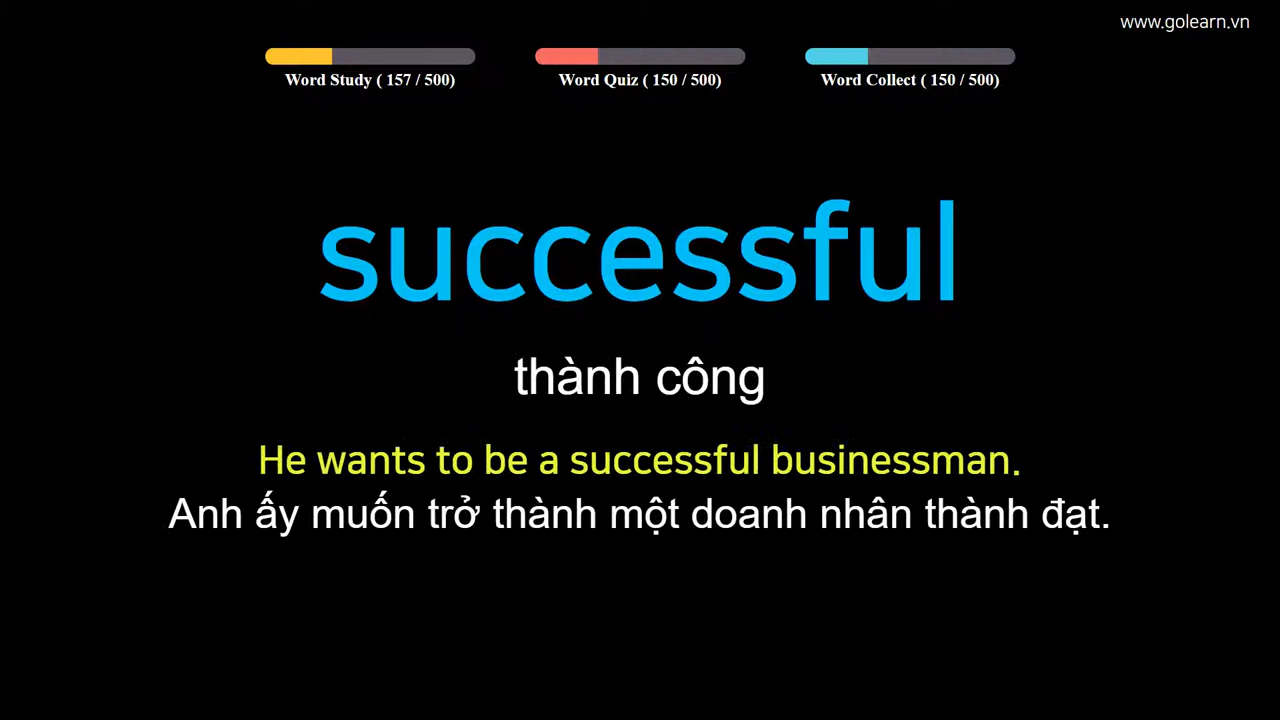 www.golearn.vn
Word Study ( 157 / 500) Word Quiz ( 150 / 500) Word Collect ( 150 / 500)
successful
thành công
He wants to be a successful businessman.
Anh ấy muốn trở thành một doanh nhân thành đạt.